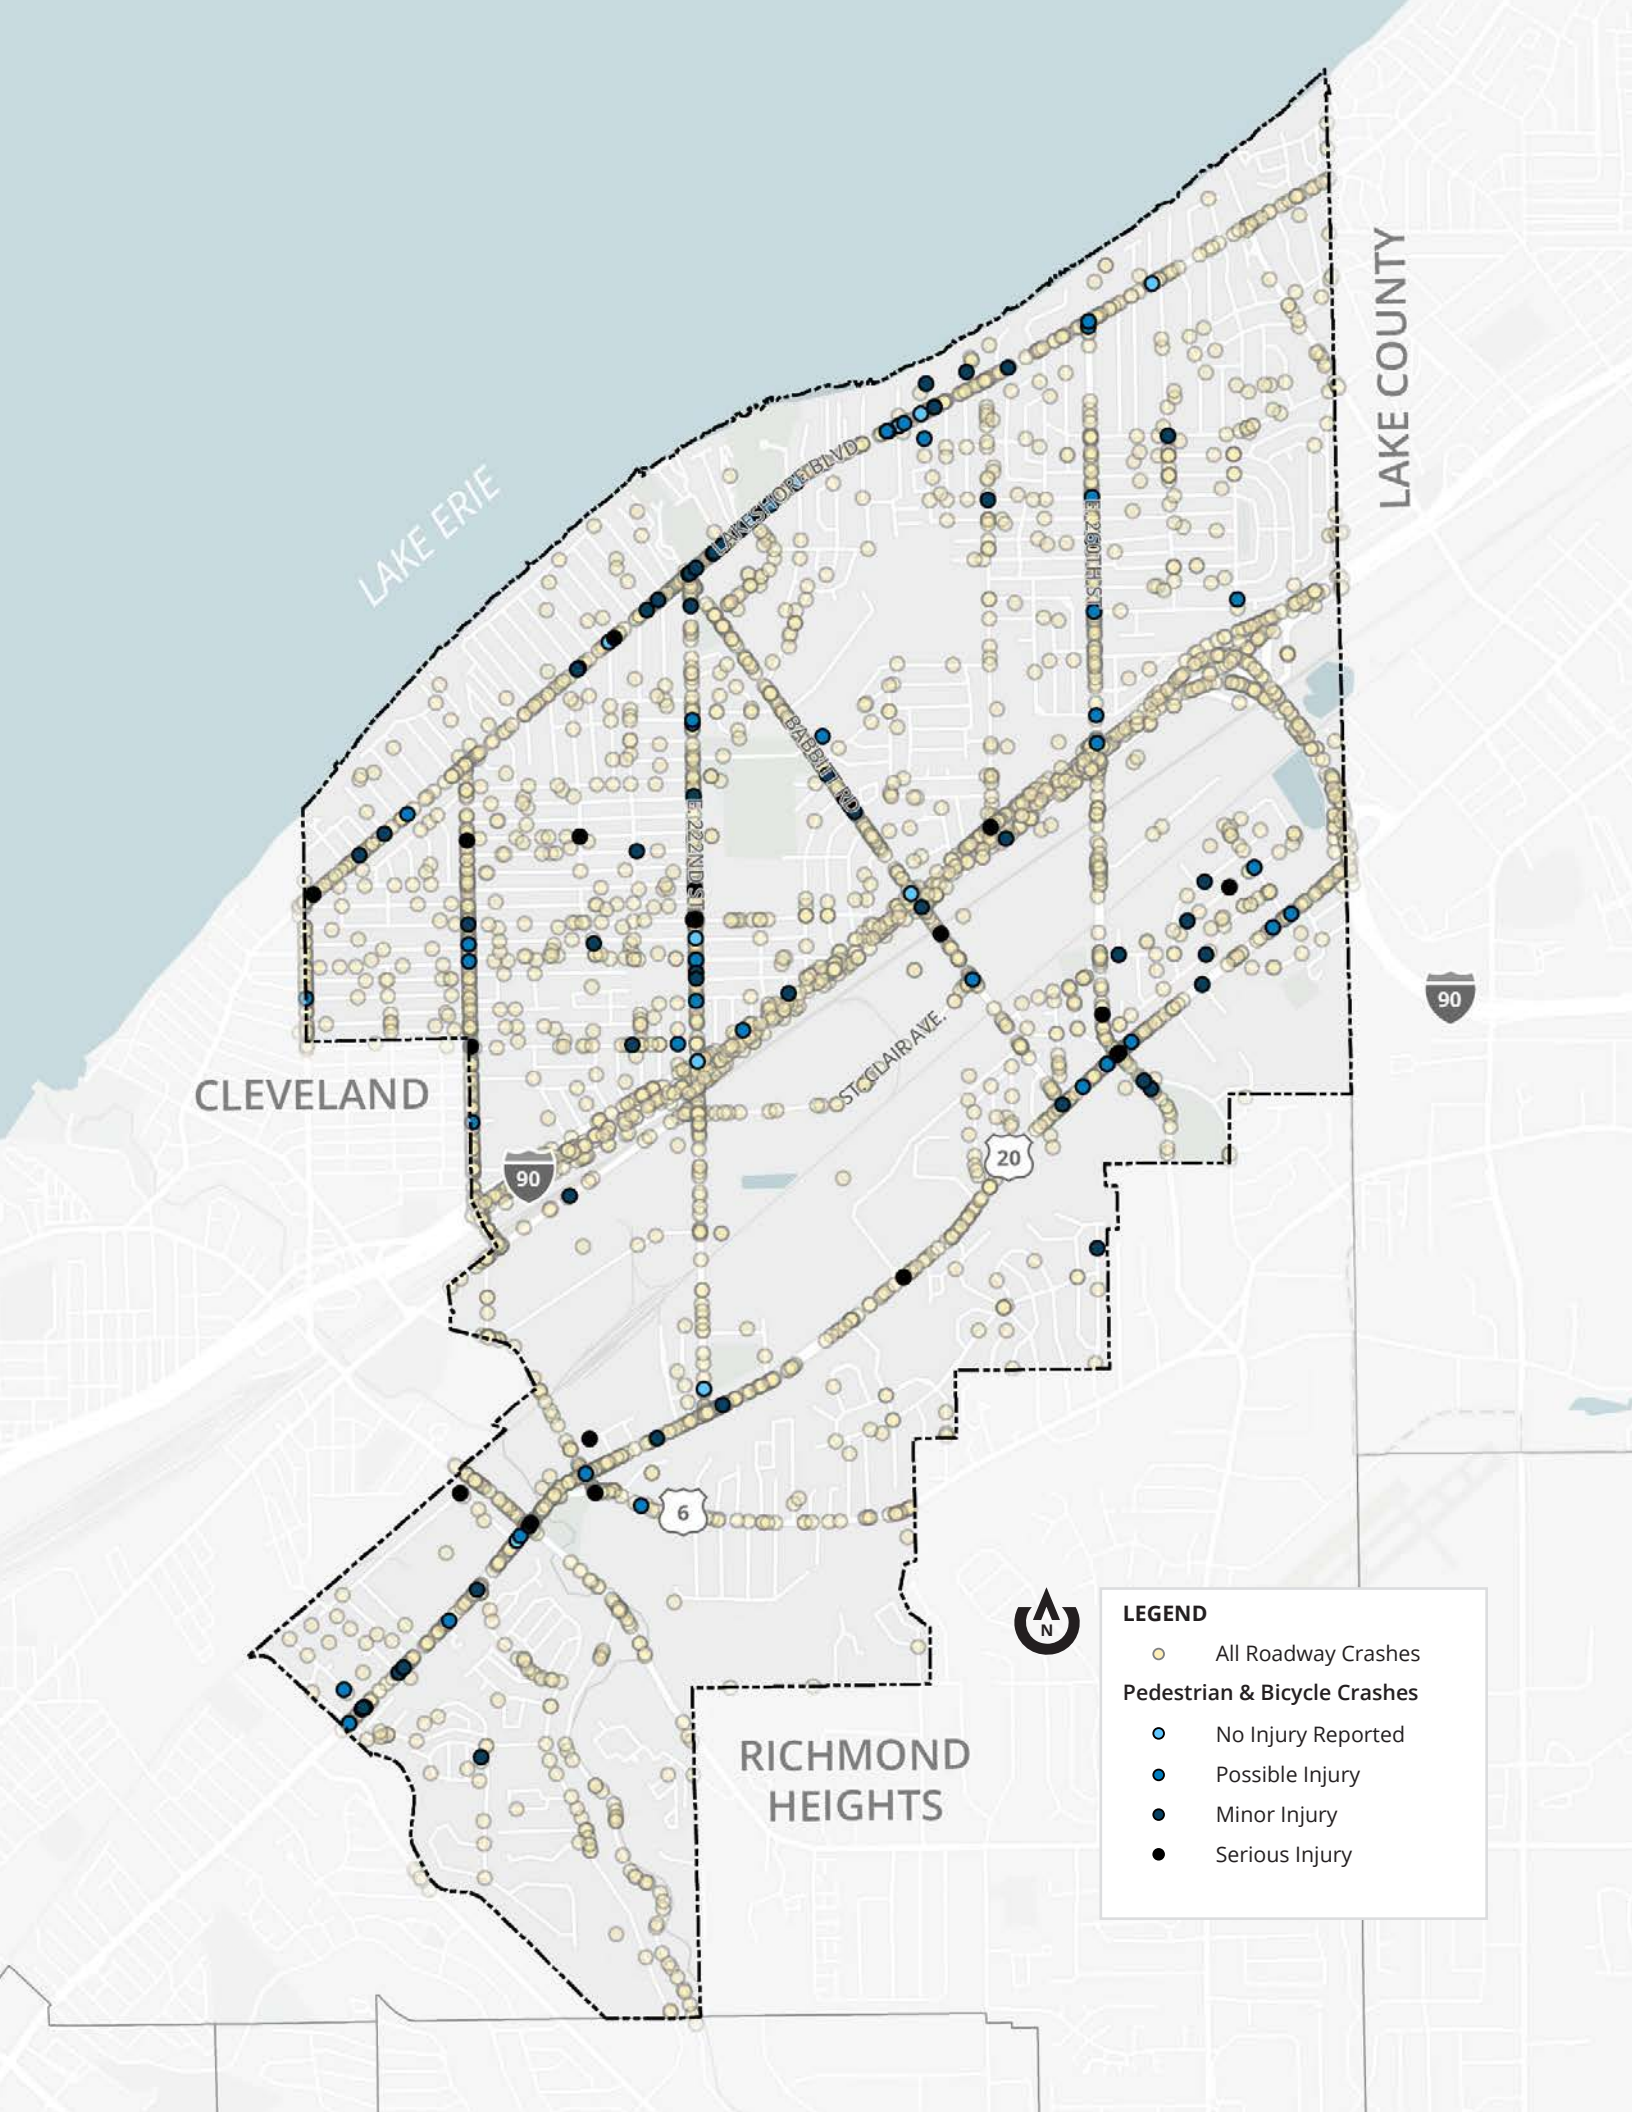 LAKE COUNTY
LAKE ERIE
LAKESHORE BLVD
E 260TH ST
BABBITT RD
E 222ND ST
90
ST. CLAIR AVE.
CLEVELAND
20
90
6
N
LEGEND
All Roadway Crashes
Pedestrian & Bicycle Crashes
No Injury Reported
Possible Injury
Minor Injury
Serious Injury
RICHMOND
HEIGHTS